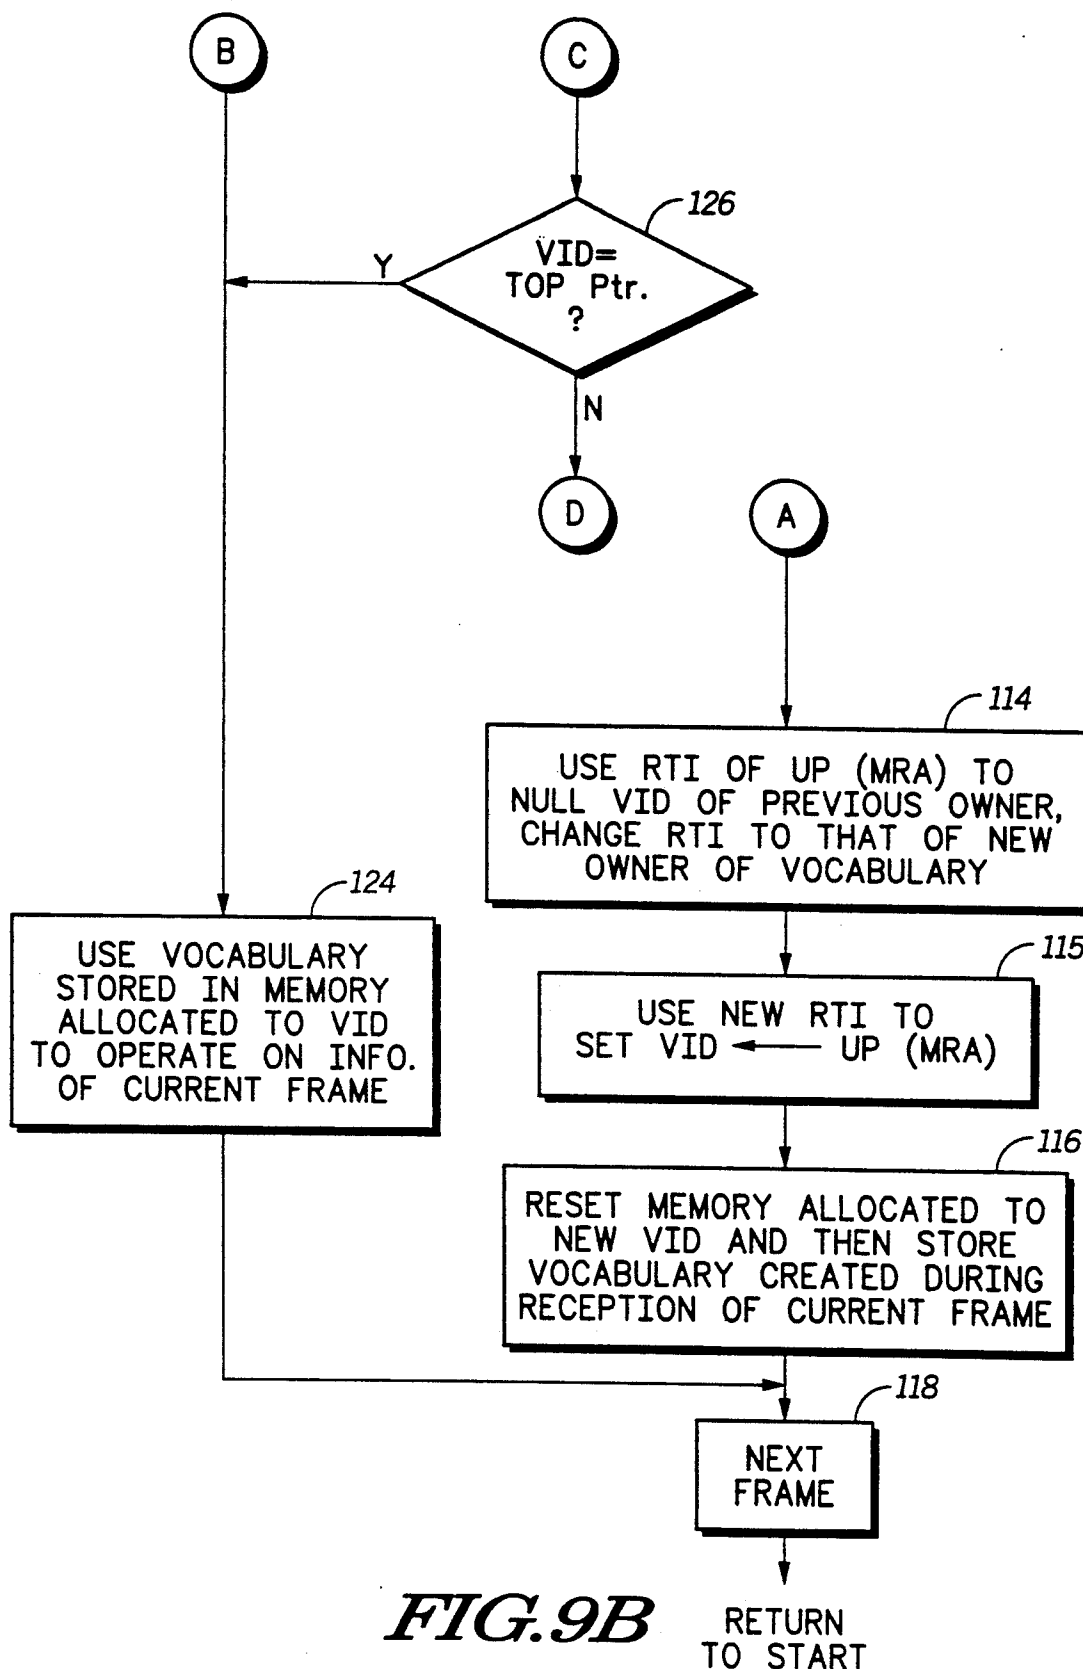 B
C
126
VID=
TOP Ptr.
?
Y
N
D
A
114
USE RTI OF UP (MRA) TO
NULL VID OF PREVIOUS OWNER,
CHANGE RTI TO THAT OF NEW
OWNER OF VOCABULARY
124
USE VOCABULARY
STORED IN MEMORY
ALLOCATED TO VID
TO OPERATE ON INFO.
OF CURRENT FRAME
115
USE NEW RTI TO
SET VID ← UP (MRA)
116
RESET MEMORY ALLOCATED TO
NEW VID AND THEN STORE
VOCABULARY CREATED DURING
RECEPTION OF CURRENT FRAME
118
NEXT
FRAME
FIG.9B
RETURN
TO START